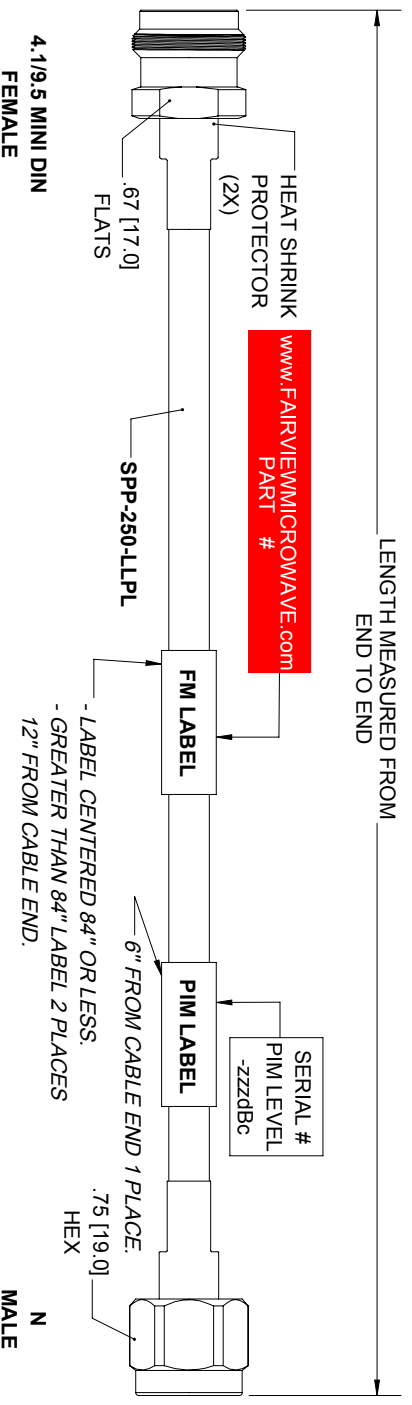 LENGTH MEASURED FROM
END TO END
HEAT SHRINK
PROTECTOR
(2X)
www.FAIRVIEWMICROWAVE.com
PART #
SERIAL #
PIM LEVEL
-zzzdBc
FM LABEL
PIM LABEL
.67 [17.0]
FLATS
SPP-250-LLPL
6" FROM CABLE END 1 PLACE.
.75 [19.0]
HEX
- LABEL CENTERED 84" OR LESS.
- GREATER THAN 84" LABEL 2 PLACES
12" FROM CABLE END.
4.1/9.5 MINI DIN
FEMALE
N
MALE